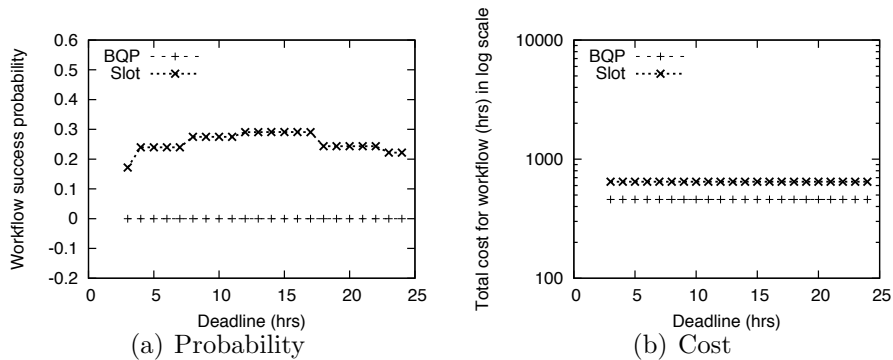 Workflow success probability
0.6
0.5
0.4
0.3
0.2
0.1
0
-0.1
-0.2
BQP
Slot
0 5 10 15 20 25
Deadline (hrs)
(a) Probability
Total cost for workflow (hrs) in log scale
10000
1000
100
BQP
Slot
0 5 10 15 20 25
Deadline (hrs)
(b) Cost